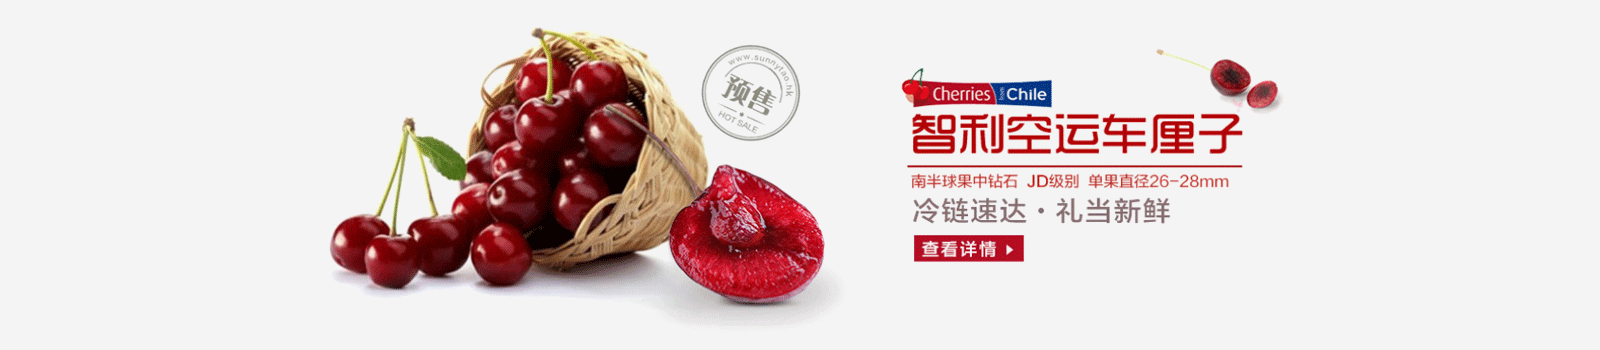 www.sunnytao.hk
预售
HOT SALE
Cherries from Chile
智利空运车厘子
南半球果中钻石 JD级别 单果直径26-28mm
冷链速达·礼当新鲜
查看详情